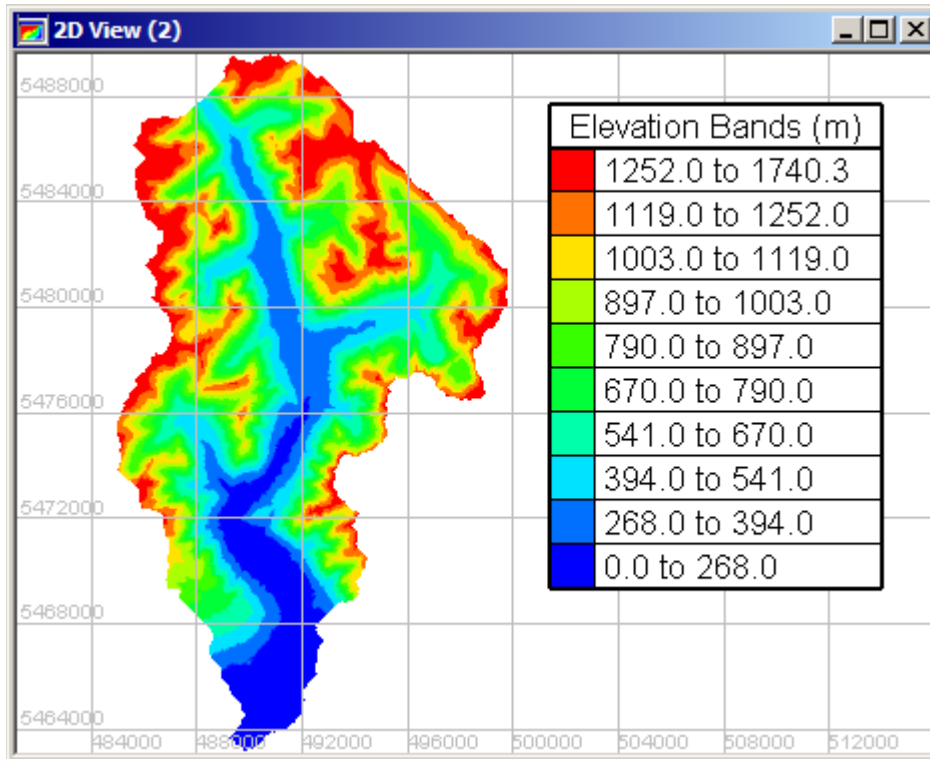 2D View (2)
5488000
5484000
5480000
5476000
5472000
5468000
5464000
484000
488000
492000
496000
500000
504000
508000
512000
Elevation Bands (m)
1252.0 to 1740.3
1119.0 to 1252.0
1003.0 to 1119.0
897.0 to 1003.0
790.0 to 897.0
670.0 to 790.0
541.0 to 670.0
394.0 to 541.0
268.0 to 394.0
0.0 to 268.0